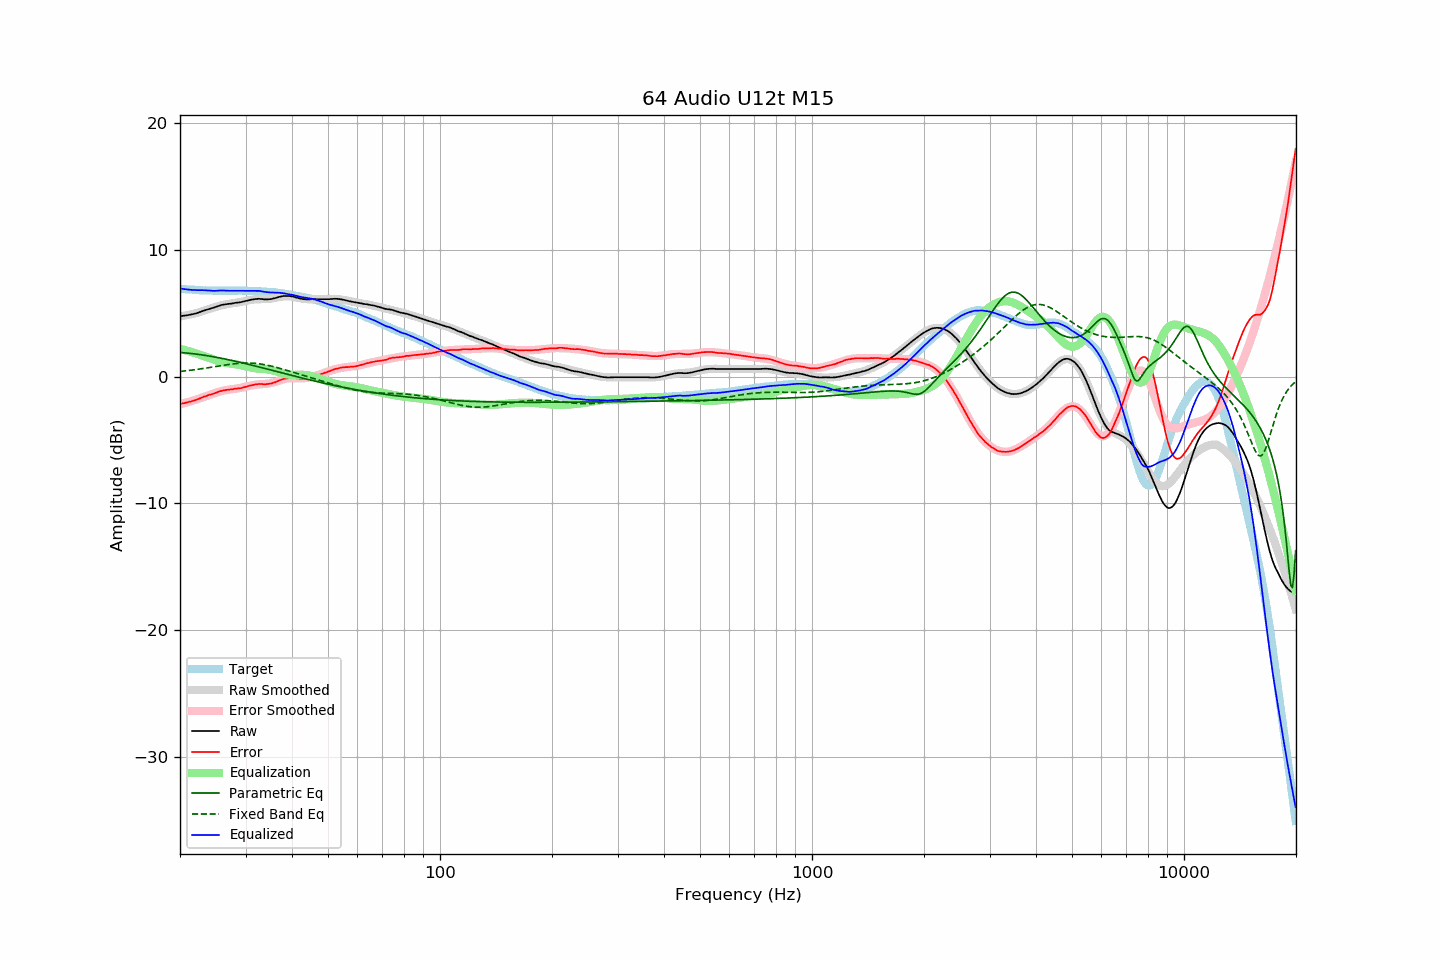 64 Audio U12t M15
20
10
0
−10
−20
−30
Amplitude (dBr)
Target
Raw Smoothed
Error Smoothed
Raw
Error
Equalization
Parametric Eq
Fixed Band Eq
Equalized
100
1000
10000
Frequency (Hz)